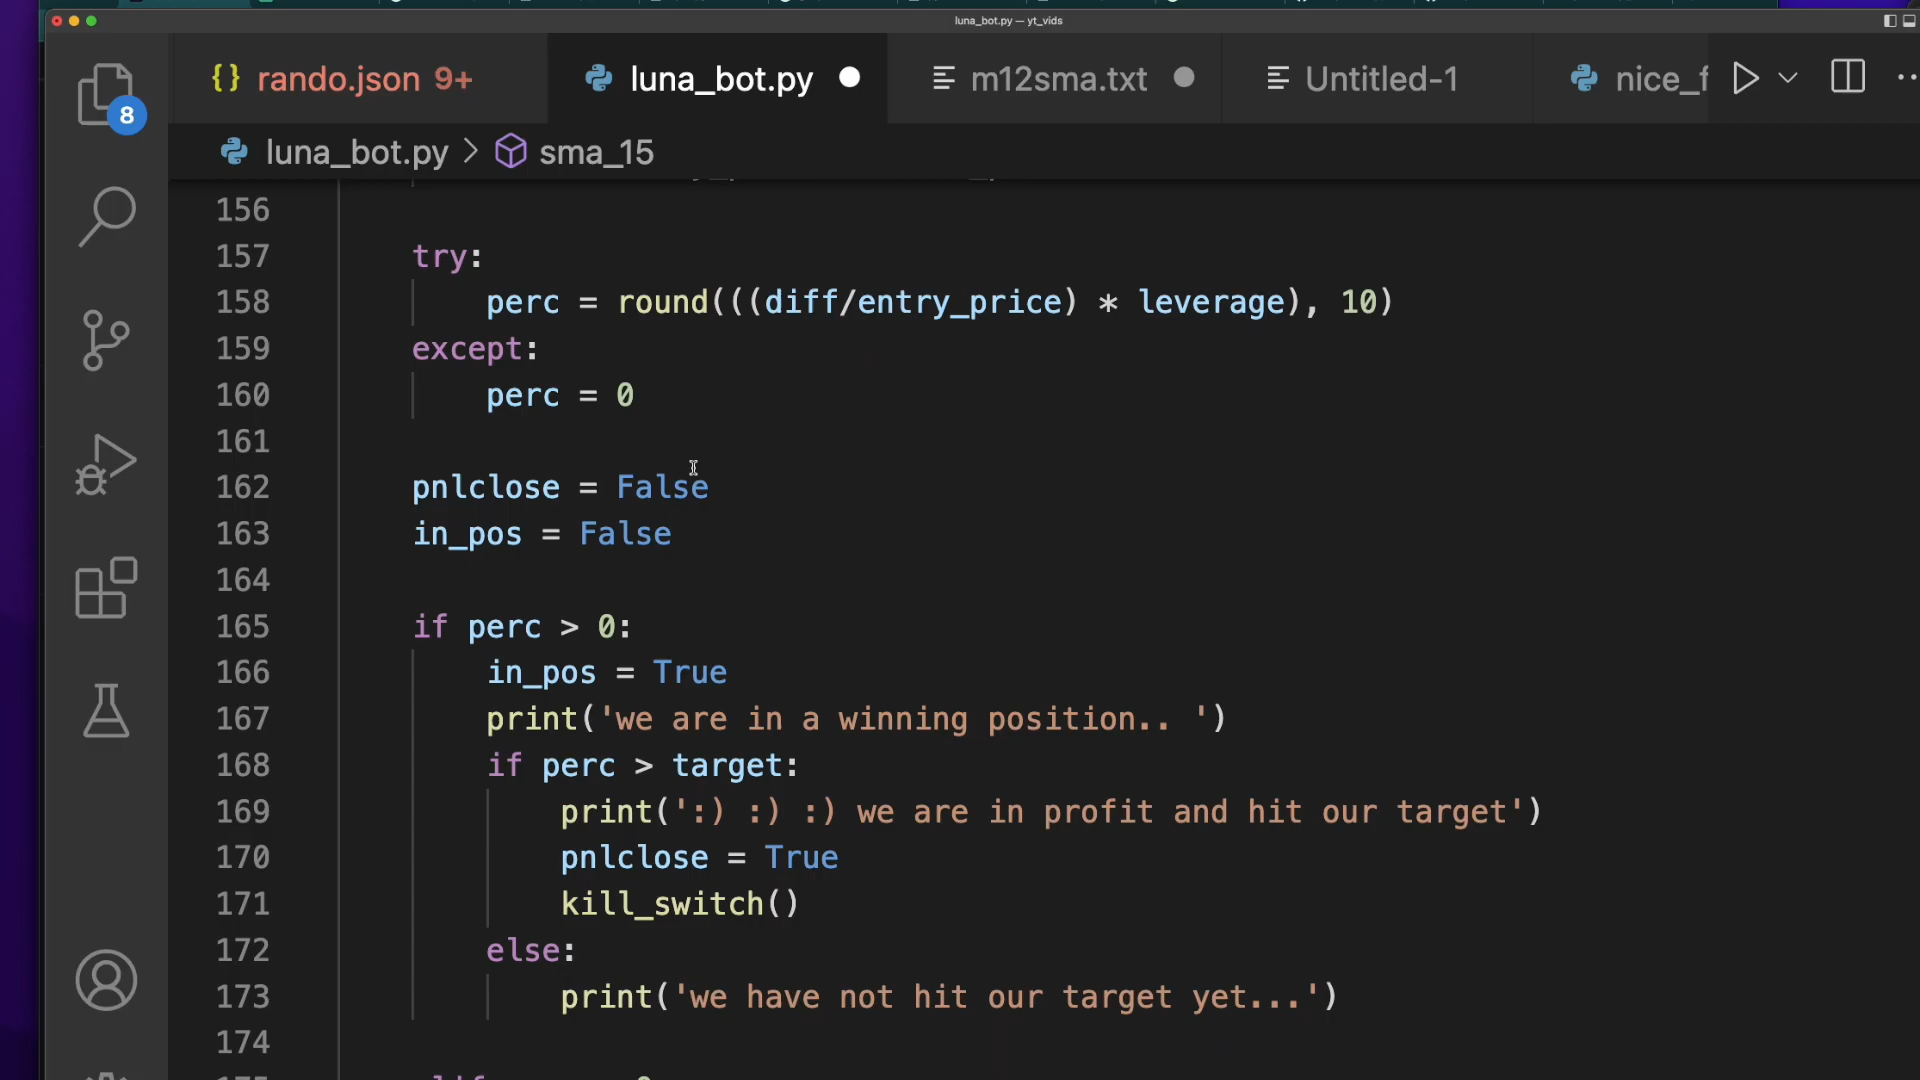 luna_bot.py — yt_vids
{} rando.json 9+
luna_bot.py
m12sma.txt
Untitled-1
nice_f
8
luna_bot.py > sma_15
156
157 try:
158 perc = round(((diff/entry_price) * leverage), 10)
159 except:
160 perc = 0
161
162 pnlclose = False
163 in_pos = False
164
165 if perc > 0:
166 in_pos = True
167 print('we are in a winning position.. ')
168 if perc > target:
169 print(':) :) :) we are in profit and hit our target')
170 pnlclose = True
171 kill_switch()
172 else:
173 print('we have not hit our target yet...')
174